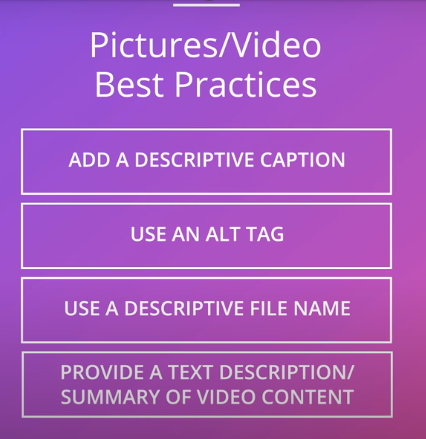 Pictures/Video
Best Practices
ADD A DESCRIPTIVE CAPTION
USE AN ALT TAG
USE A DESCRIPTIVE FILE NAME
PROVIDE A TEXT DESCRIPTION/
SUMMARY OF VIDEO CONTENT